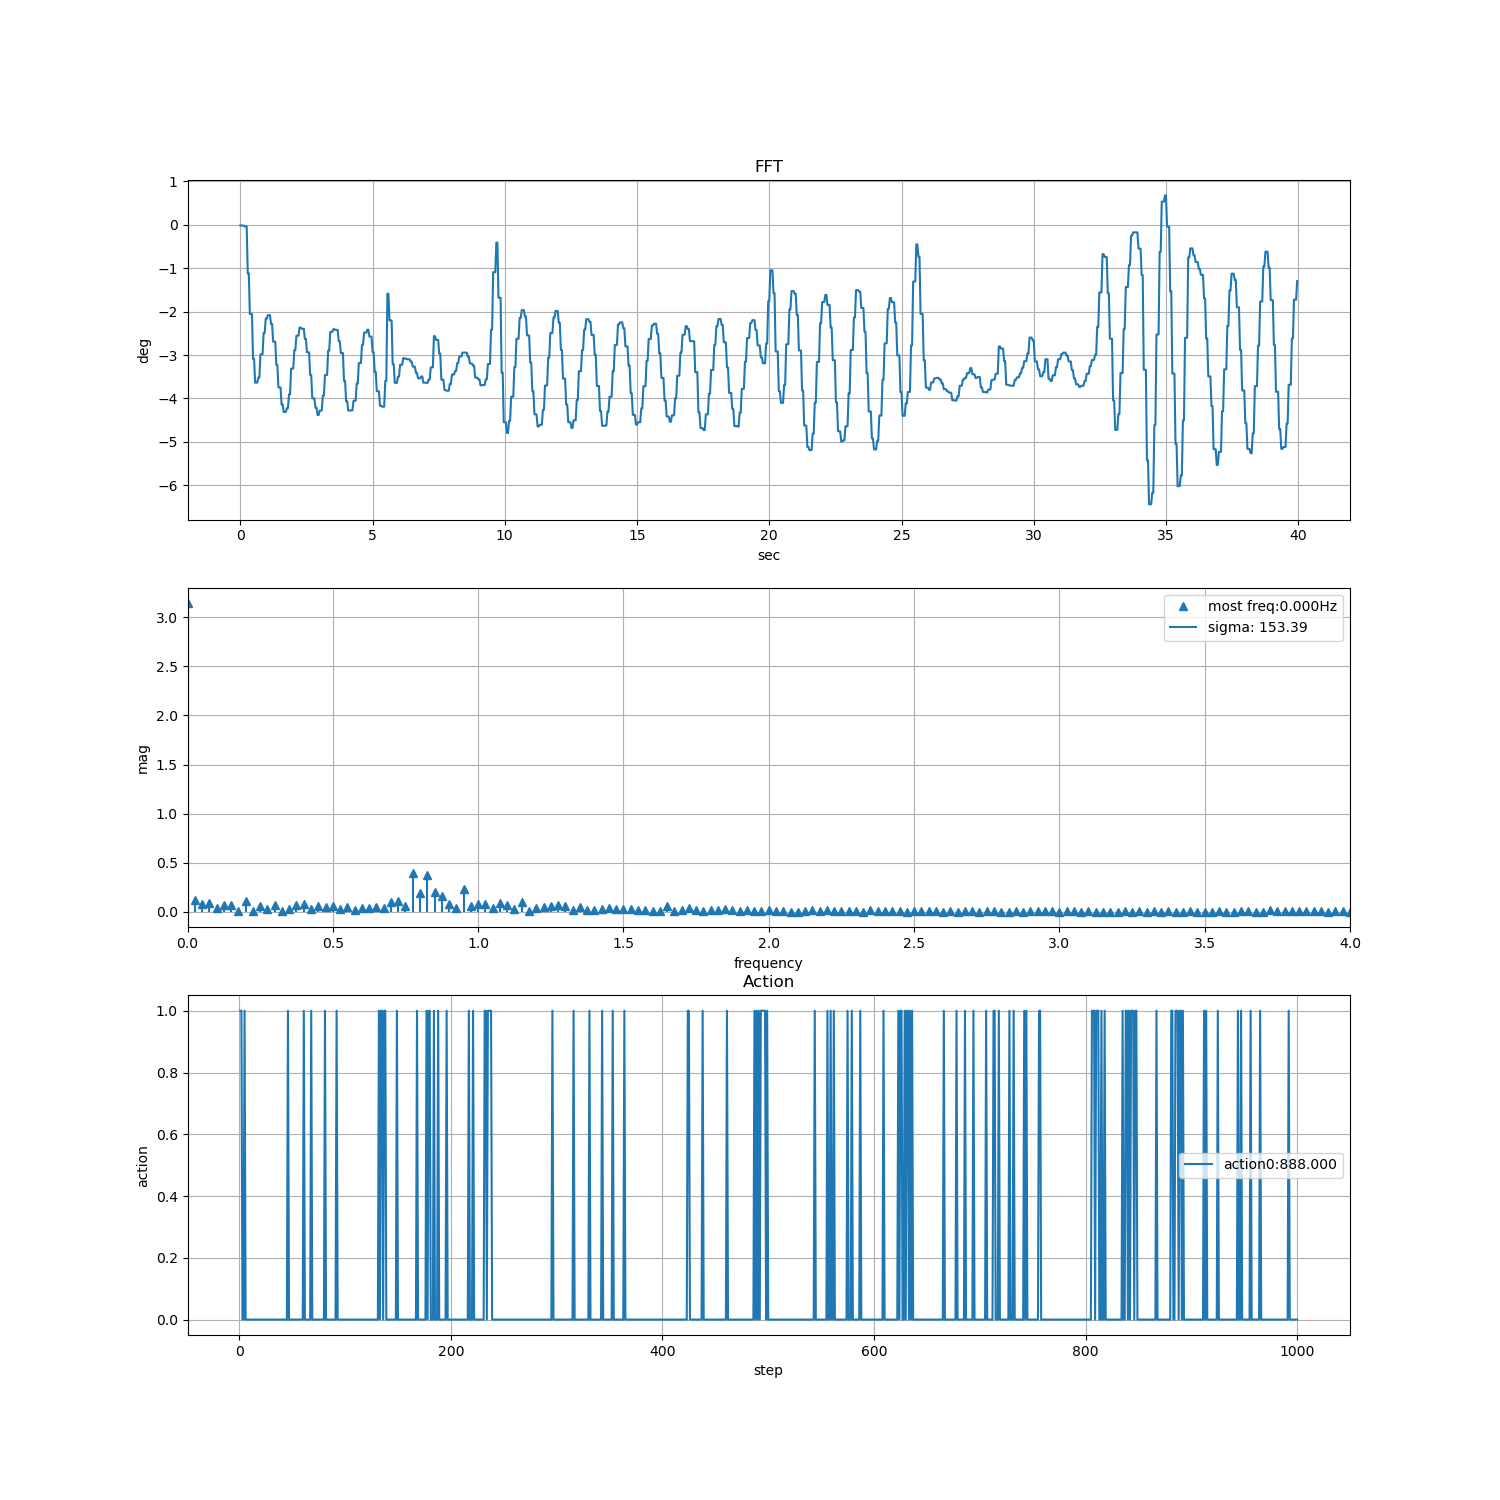 FFT
1
0
−1
−2
−3
−4
−5
−6
deg
0 5 10 15 20 25 30 35 40
sec
3.0
2.5
2.0
1.5
1.0
0.5
0.0
mag
most freq:0.000Hz
sigma: 153.39
0.0 0.5 1.0 1.5 2.0 2.5 3.0 3.5 4.0
frequency
Action
1.0
0.8
0.6
0.4
0.2
0.0
action
action0:888.000
0 200 400 600 800 1000
step